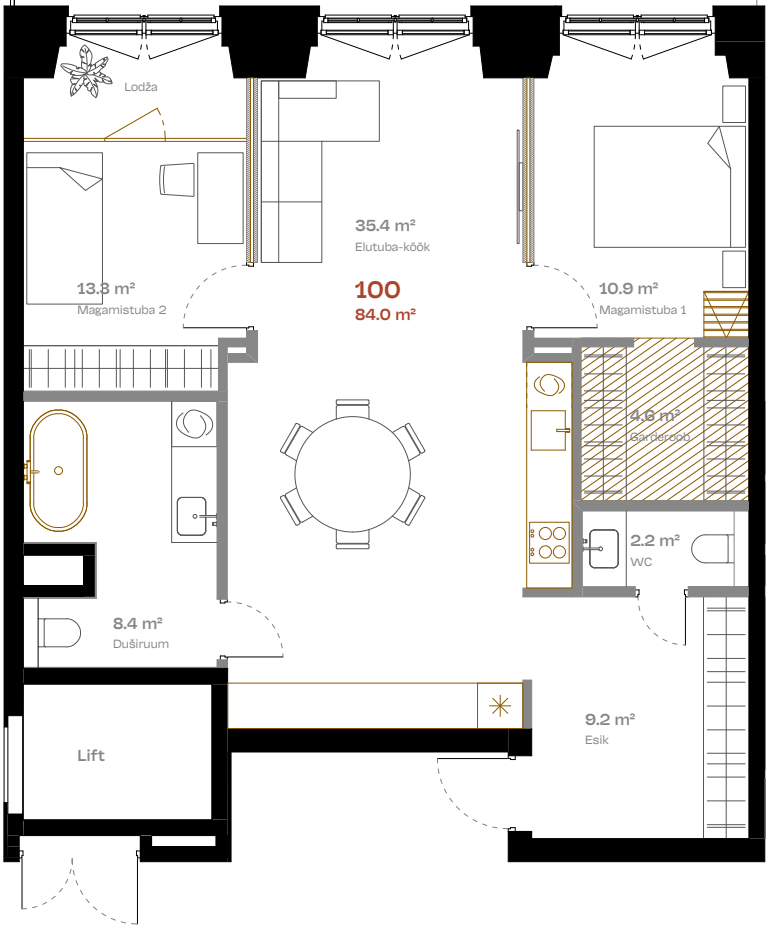 Lodža
35.4 m²
Elutuba-köök
13.3 m²
Magamistuba 2
100
84.0 m²
10.9 m²
Magamistuba 1
4.6 m²
Garderoob
2.2 m²
WC
8.4 m²
Duširuum
9.2 m²
Esik
Lift